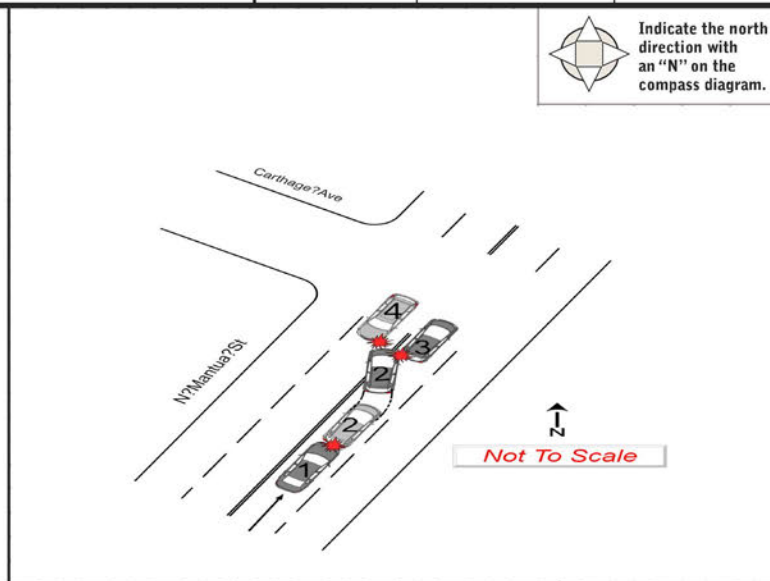 Indicate the north
direction with
an “N” on the
compass diagram.
Carthage?Ave
N?Mantua?St
4
3
2
2
1
N
Not To Scale